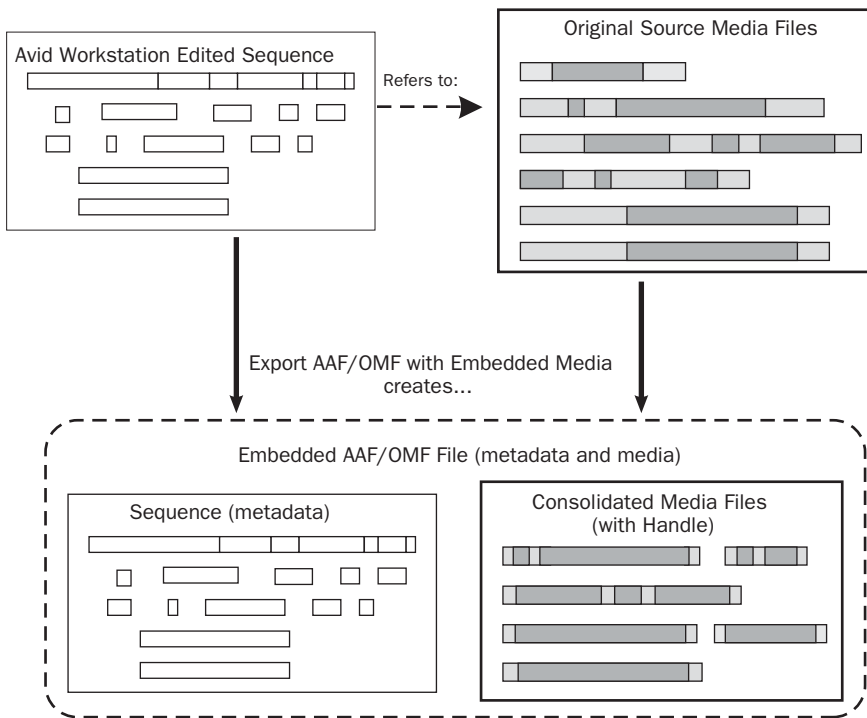 Avid Workstation Edited Sequence
Refers to:
Original Source Media Files
Export AAF/OMF with Embedded Media
creates...
Embedded AAF/OMF File (metadata and media)
Sequence (metadata)
Consolidated Media Files
(with Handle)